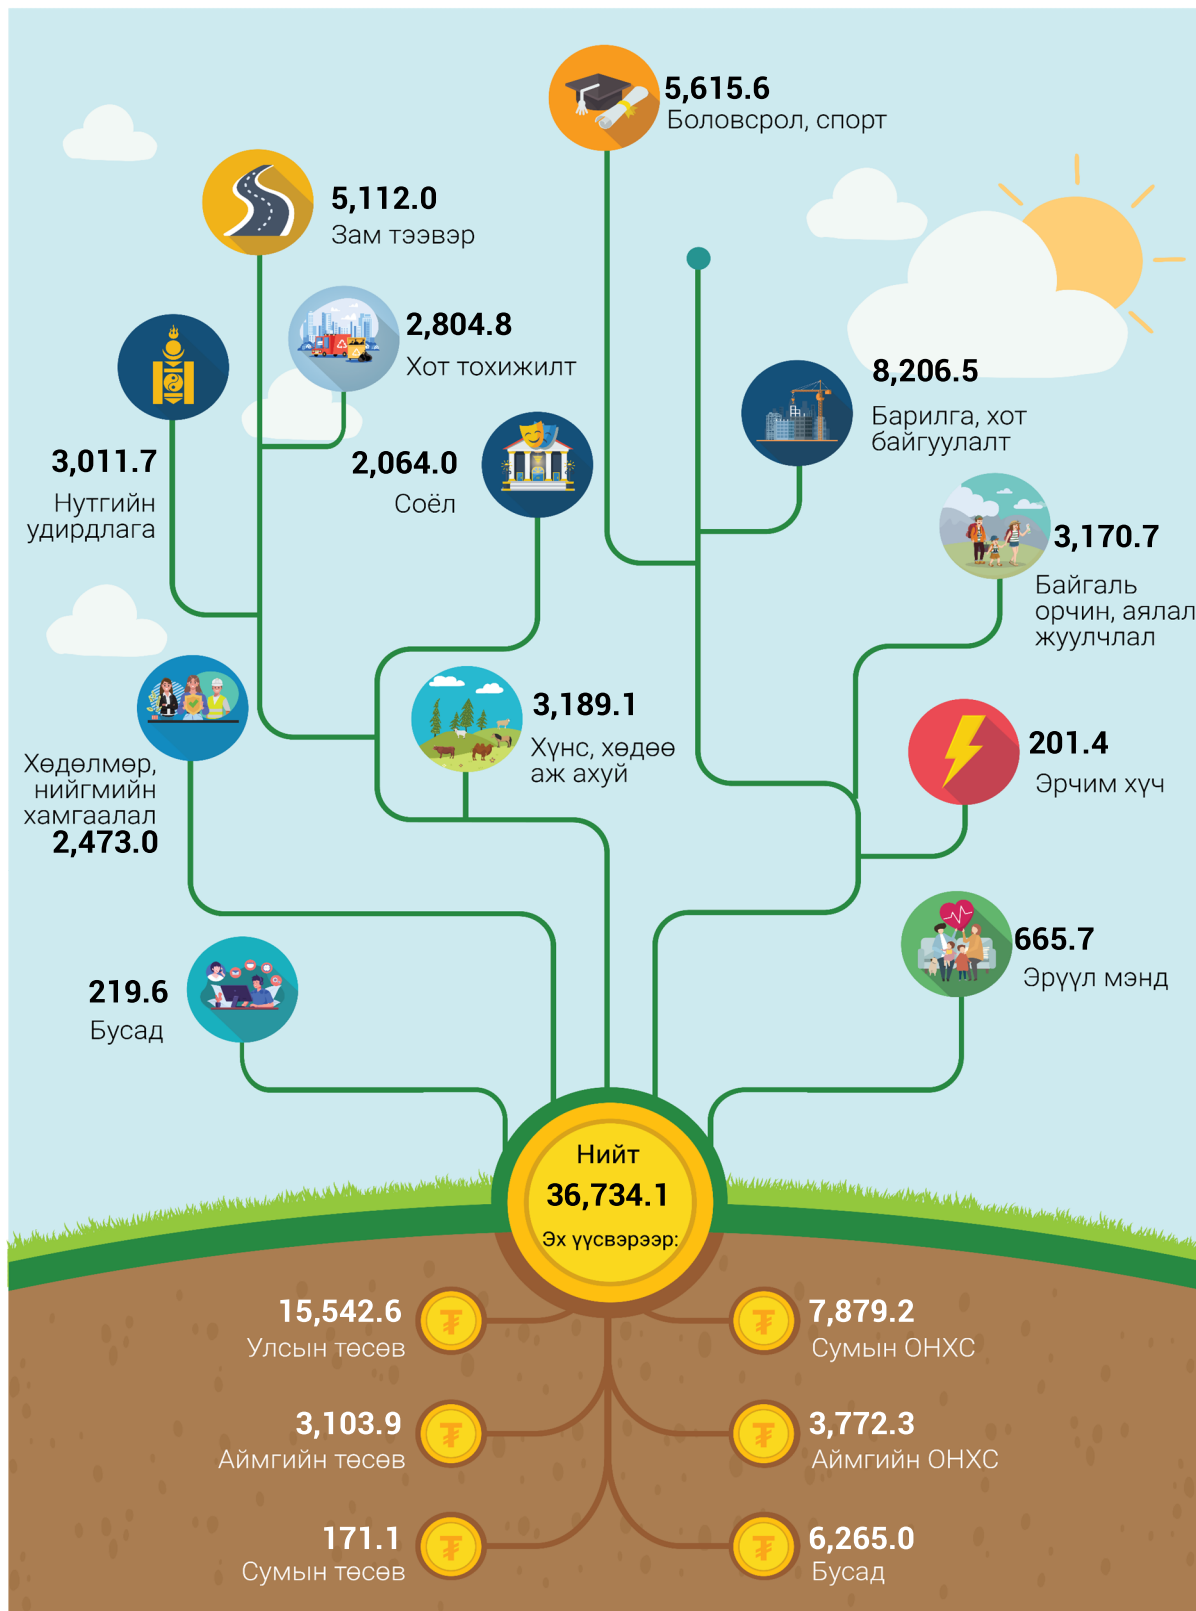 5,615.6
Боловсрол, спорт
5,112.0
Зам тээвэр
2,804.8
Хот тохижилт
8,206.5
Барилга, хот
байгуулалт
3,011.7
Нутгийн
удирдлага
2,064.0
Соёл
3,170.7
Байгаль
орчин, аялал
жуулчлал
3,189.1
Хүнс, хөдөө
аж ахуй
201.4
Эрчим хүч
Хөдөлмөр,
нийгмийн
хамгаалал
2,473.0
665.7
Эрүүл мэнд
219.6
Бусад
Нийт
36,734.1
Эх үүсвэрээр:
15,542.6
Улсын төсөв
7,879.2
Сумын ОНХС
3,103.9
Аймгийн төсөв
3,772.3
Аймгийн ОНХС
171.1
Сумын төсөв
6,265.0
Бусад